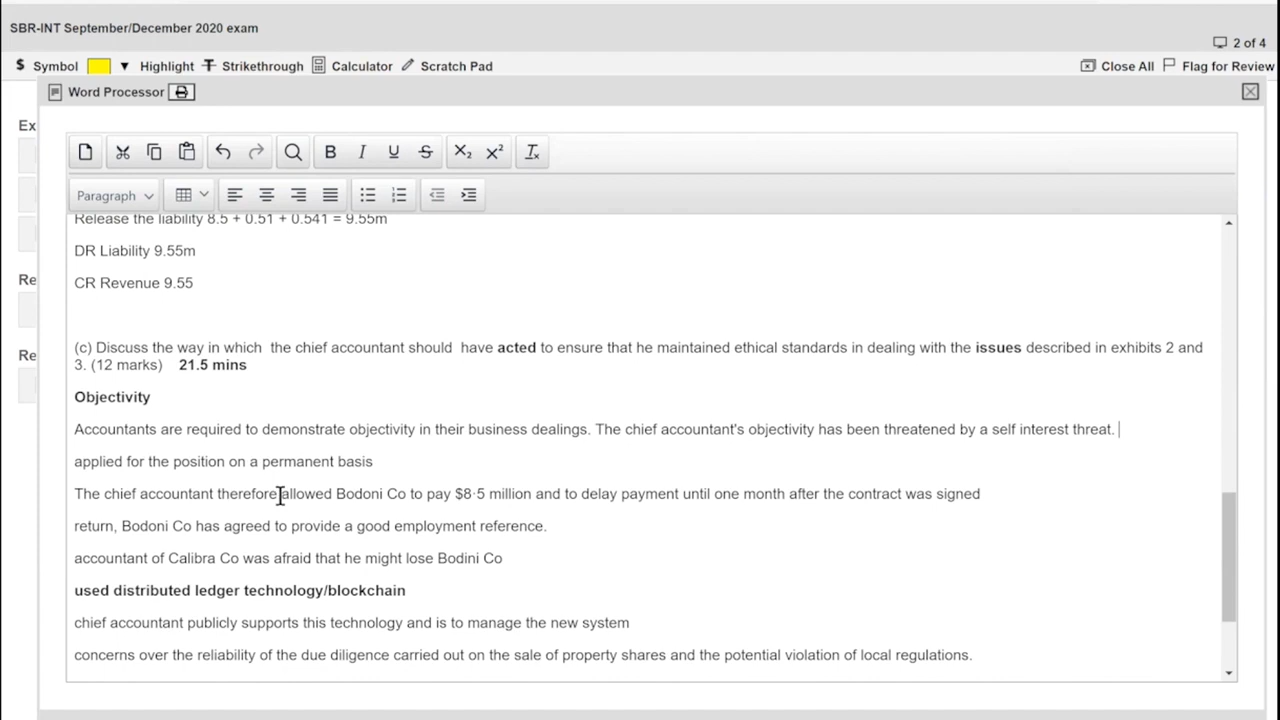 SBR-INT September/December 2020 exam
2 of 4
$ Symbol Highlight Strikethrough Calculator Scratch Pad Close All Flag for Review
Word Processor
Ex
Re
Re
B I U S X₂ X² Tx
Paragraph
Release the liability 8.5 + 0.51 + 0.541 = 9.55m
DR Liability 9.55m
CR Revenue 9.55
(c) Discuss the way in which  the chief accountant should  have acted to ensure that he maintained ethical standards in dealing with the issues described in exhibits 2 and
3. (12 marks)    21.5 mins
Objectivity
Accountants are required to demonstrate objectivity in their business dealings. The chief accountant's objectivity has been threatened by a self interest threat.
applied for the position on a permanent basis
The chief accountant therefore allowed Bodoni Co to pay $8·5 million and to delay payment until one month after the contract was signed
return, Bodoni Co has agreed to provide a good employment reference.
accountant of Calibra Co was afraid that he might lose Bodini Co
used distributed ledger technology/blockchain
chief accountant publicly supports this technology and is to manage the new system
concerns over the reliability of the due diligence carried out on the sale of property shares and the potential violation of local regulations.